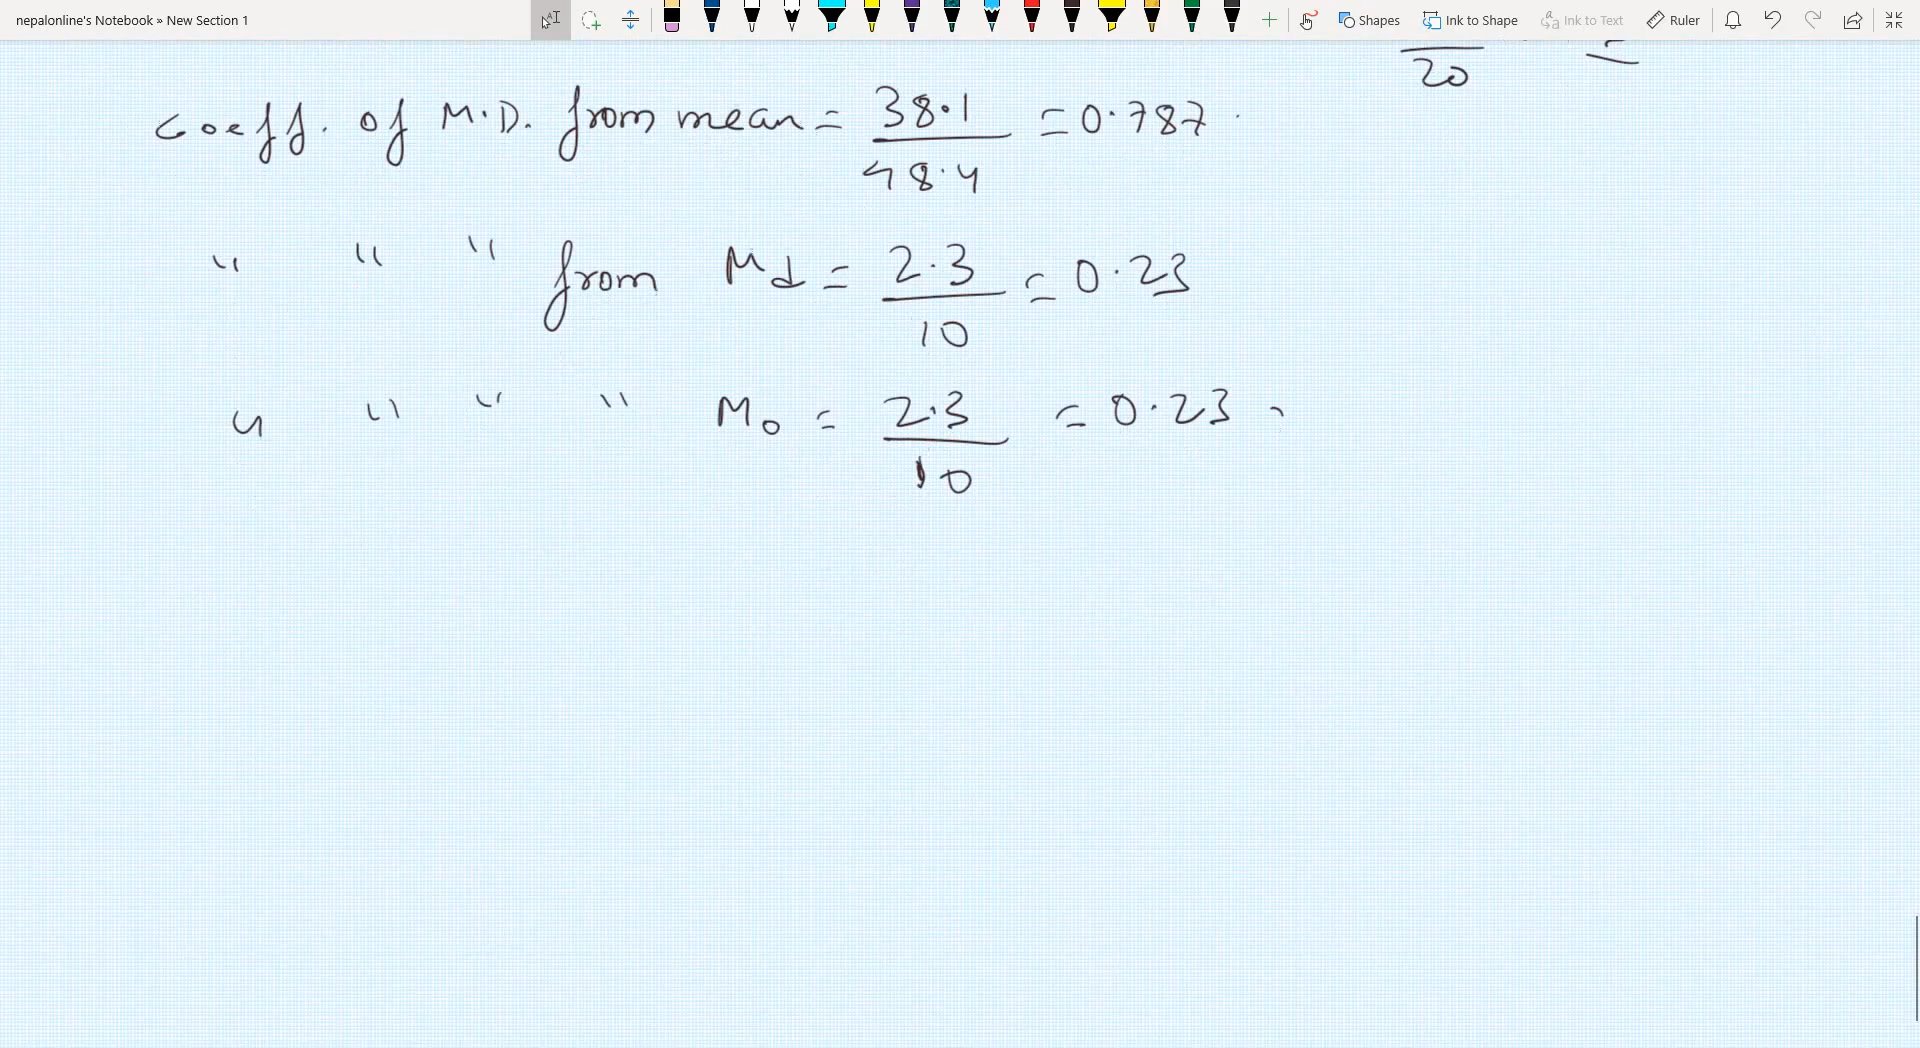 nepalonline's Notebook » New Section 1
Shapes Ink to Shape Ink to Text Ruler
20
Coeff. of M.D. from mean = 38.1/48.4 = 0.787.
" " " from Md = 2.3/10 = 0.23
" " " " Mo = 2.3/10 = 0.23